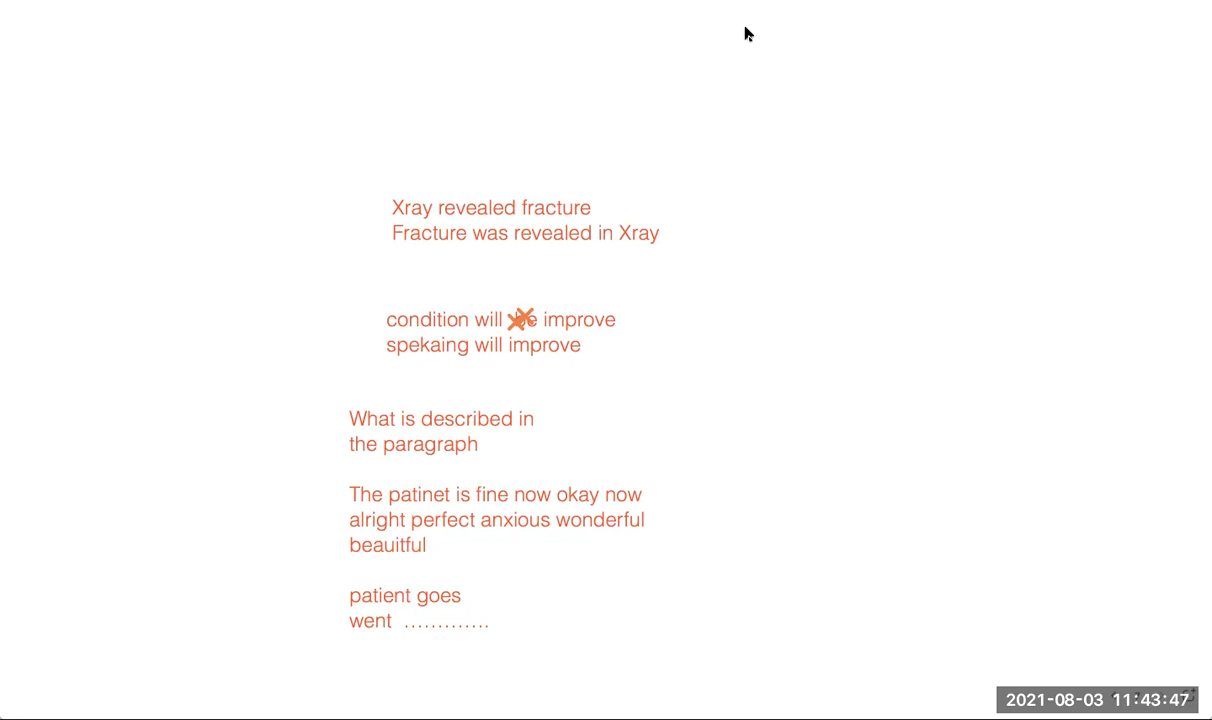 Xray revealed fracture
Fracture was revealed in Xray
condition will be improve
spekaing will improve
What is described in
the paragraph
The patinet is fine now okay now
alright perfect anxious wonderful
beauitful
patient goes
went .............
2021-08-03 11:43:47